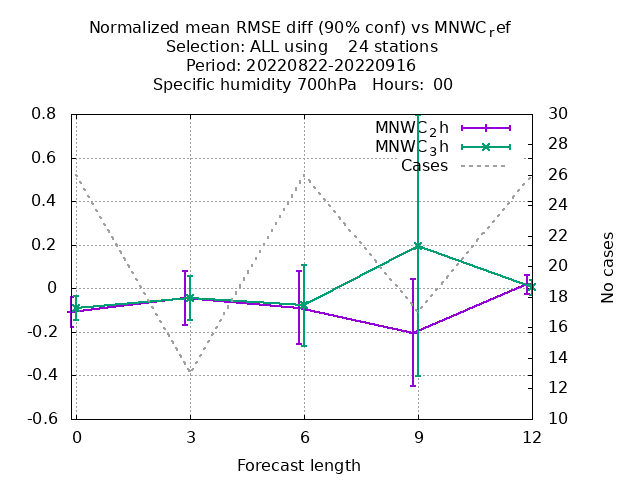 Normalized mean RMSE diff (90% conf) vs MNWC_ref
Selection: ALL using    24 stations
Period: 20220822-20220916
Specific humidity 700hPa   Hours:  00
0.8
0.6
0.4
0.2
0
-0.2
-0.4
-0.6
30
28
26
24
22
20
18
16
14
12
10
MNWC_2h
MNWC_3h
Cases
No cases
0 3 6 9 12
Forecast length